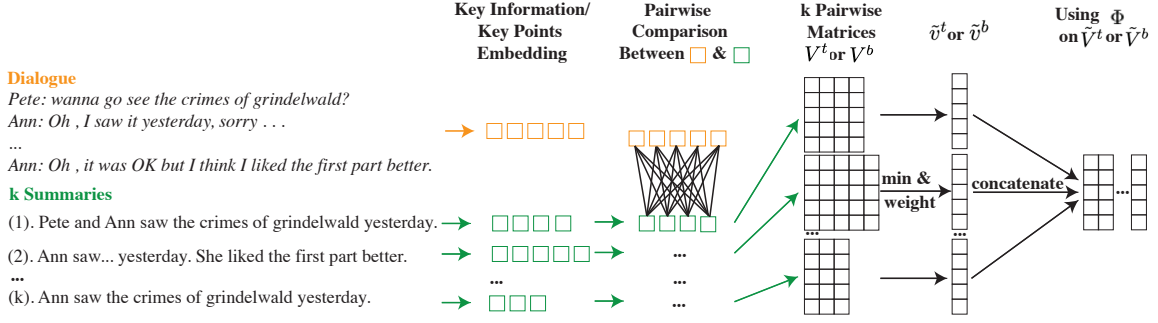 Key Information/
Key Points
Embedding
Pairwise
Comparison
Between □ & □
k Pairwise
Matrices
V^t or V^b
ṽ^t or ṽ^b
Using Φ
on Ṽ^t or Ṽ^b
Dialogue
Pete: wanna go see the crimes of grindelwald?
Ann: Oh , I saw it yesterday, sorry . . .
...
Ann: Oh , it was OK but I think I liked the first part better.
k Summaries
(1). Pete and Ann saw the crimes of grindelwald yesterday.
(2). Ann saw... yesterday. She liked the first part better.
...
(k). Ann saw the crimes of grindelwald yesterday.
...
...
...
...
min &
weight
...
concatenate
...